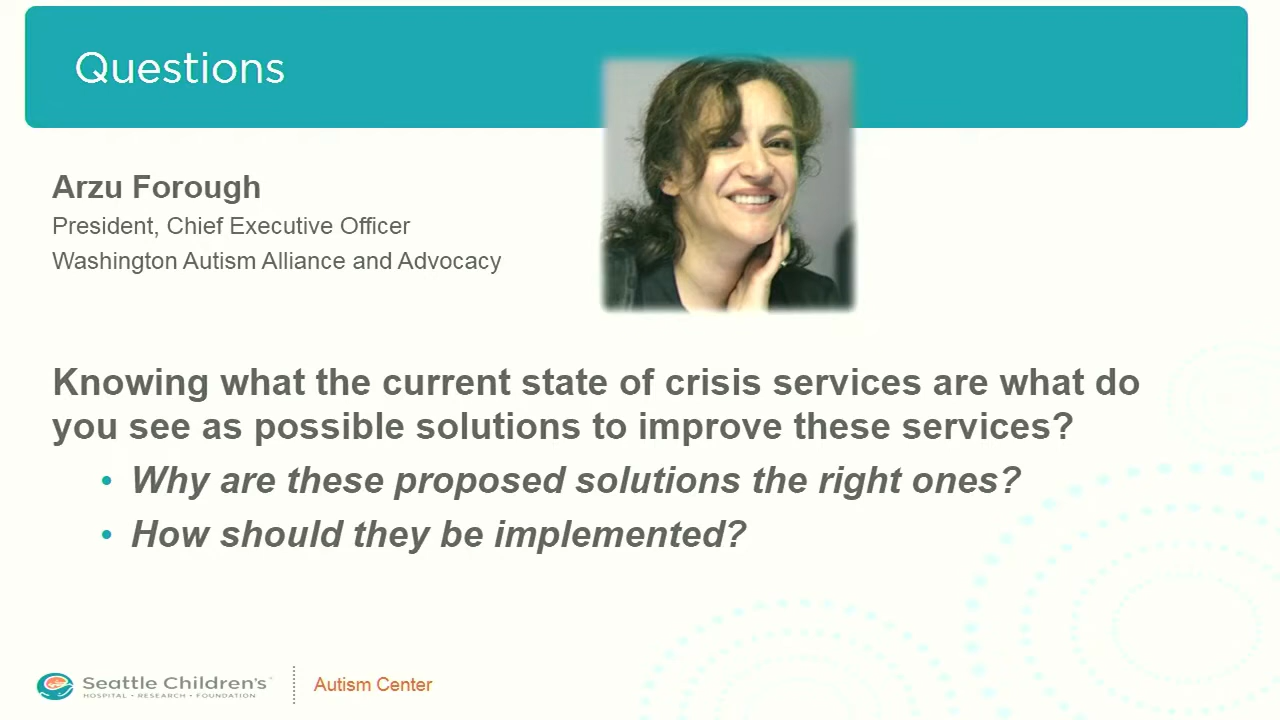 Questions
Arzu Forough
President, Chief Executive Officer
Washington Autism Alliance and Advocacy
Knowing what the current state of crisis services are what do
you see as possible solutions to improve these services?
• Why are these proposed solutions the right ones?
• How should they be implemented?
Seattle Children's
HOSPITAL • RESEARCH • FOUNDATION
Autism Center